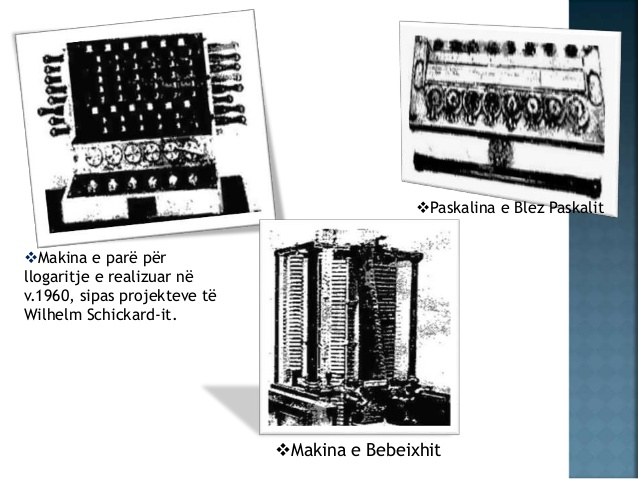 ❖Paskalina e Blez Paskalit
❖Makina e parë për
llogaritje e realizuar në
v.1960, sipas projekteve të
Wilhelm Schickard-it.
❖Makina e Bebeixhit